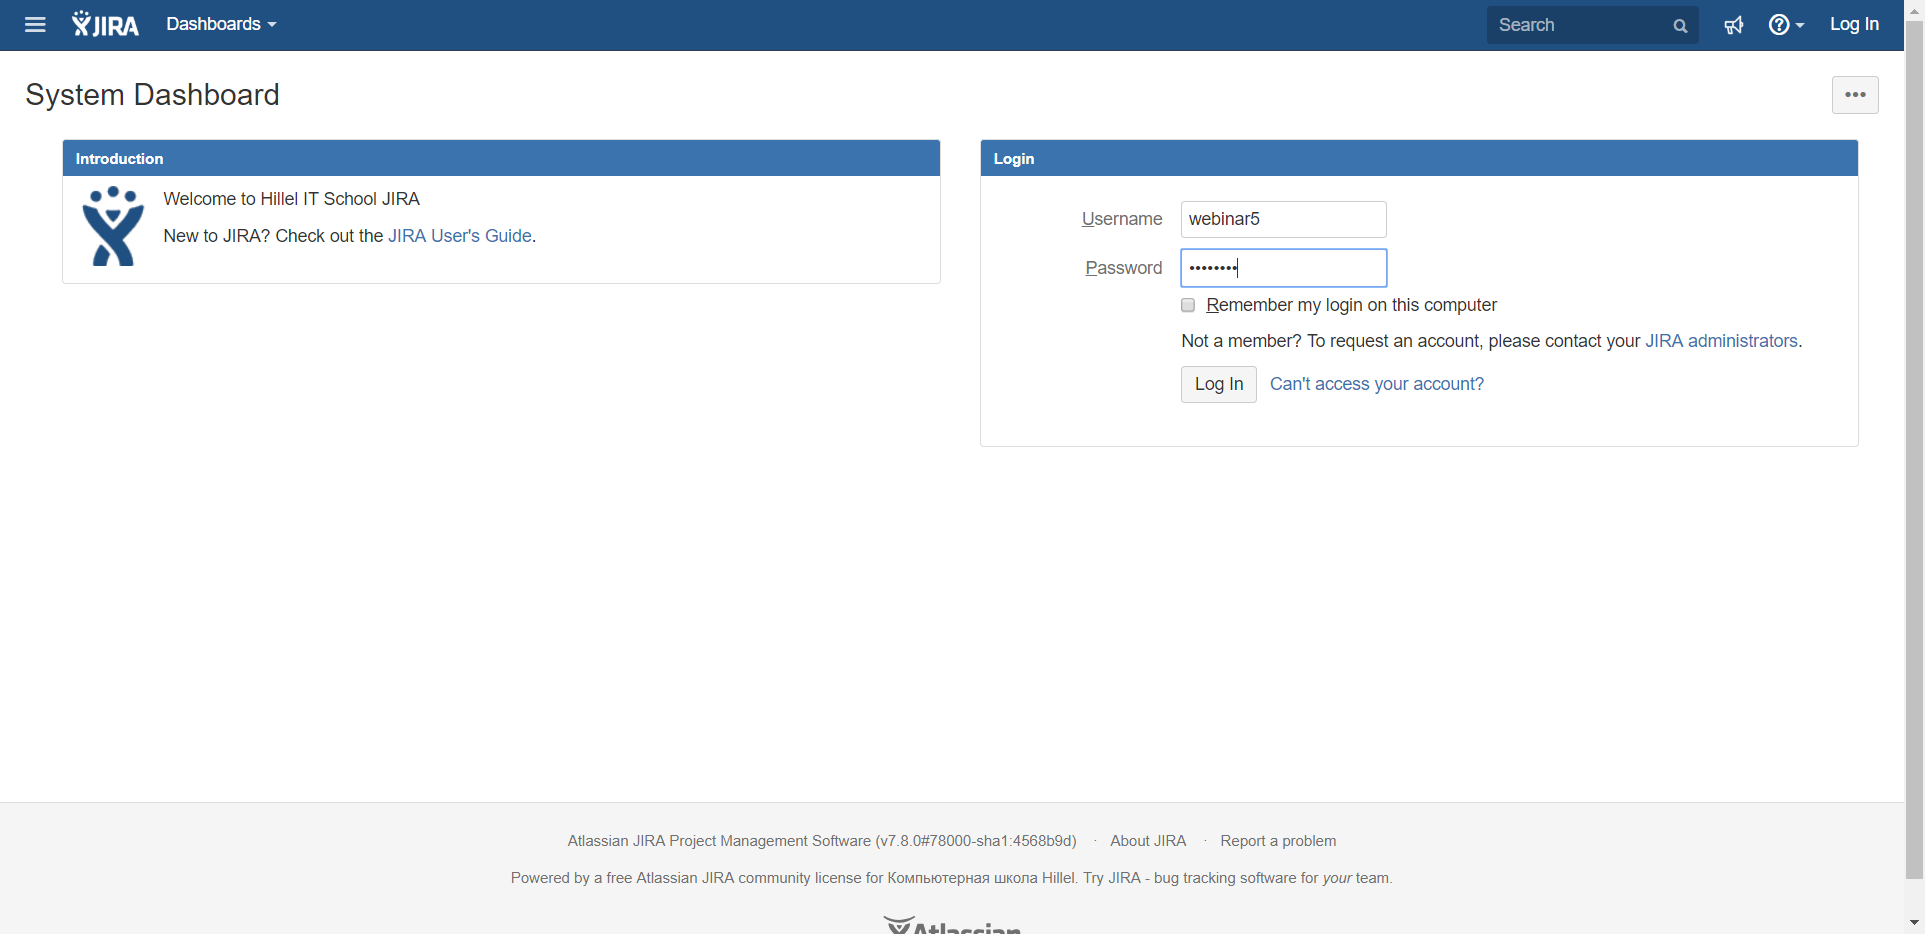 JIRA Dashboards Search Log In
System Dashboard
Introduction
Welcome to Hillel IT School JIRA
New to JIRA? Check out the JIRA User's Guide.
Login
Username webinar5
Password ••••••••
Remember my login on this computer
Not a member? To request an account, please contact your JIRA administrators.
Log In Can't access your account?
Atlassian JIRA Project Management Software (v7.8.0#78000-sha1:4568b9d) · About JIRA · Report a problem
Powered by a free Atlassian JIRA community license for Компьютерная школа Hillel. Try JIRA - bug tracking software for your team.
Atlassian